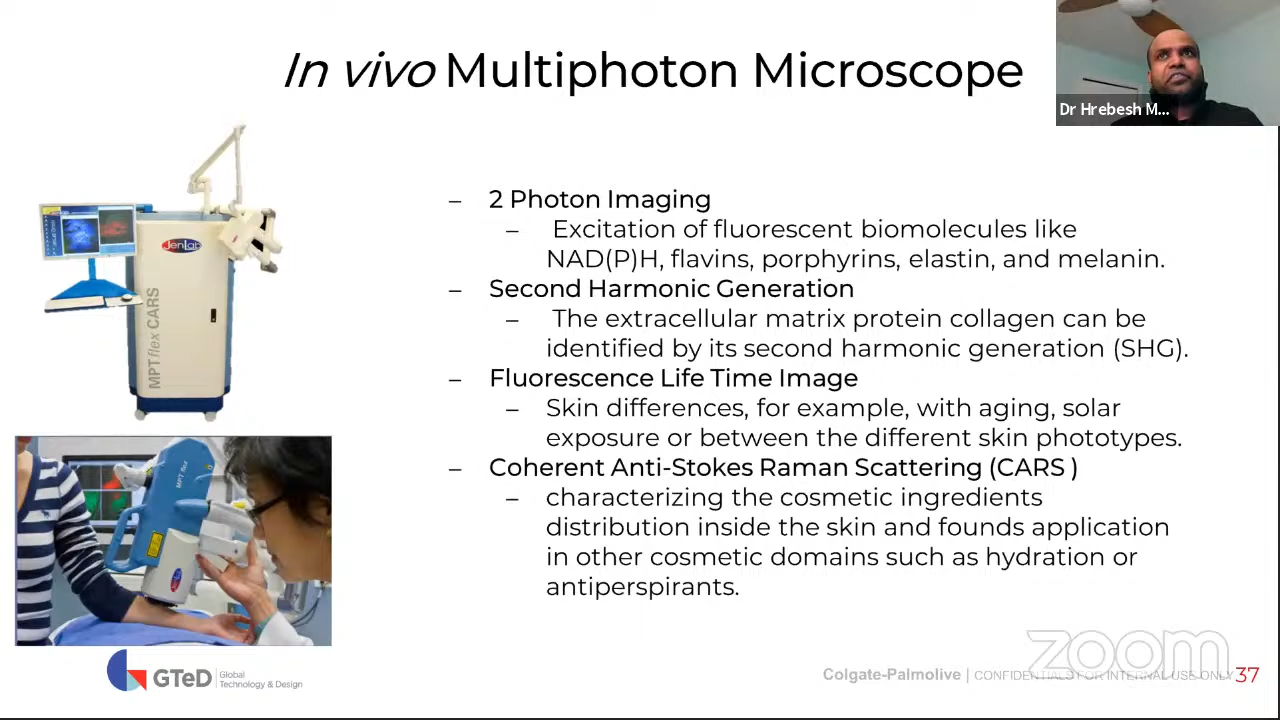 In vivo Multiphoton Microscope
Dr Hrebesh M...
– 2 Photon Imaging
– Excitation of fluorescent biomolecules like
NAD(P)H, flavins, porphyrins, elastin, and melanin.
– Second Harmonic Generation
– The extracellular matrix protein collagen can be
identified by its second harmonic generation (SHG).
– Fluorescence Life Time Image
– Skin differences, for example, with aging, solar
exposure or between the different skin phototypes.
– Coherent Anti-Stokes Raman Scattering (CARS )
– characterizing the cosmetic ingredients
distribution inside the skin and founds application
in other cosmetic domains such as hydration or
antiperspirants.
JenLab
MPTflex CARS
MPT flex
GTeD
Global
Technology & Design
zoom
Colgate-Palmolive | CONFIDENTIALS FOR INTERNAL USE ONLY
37